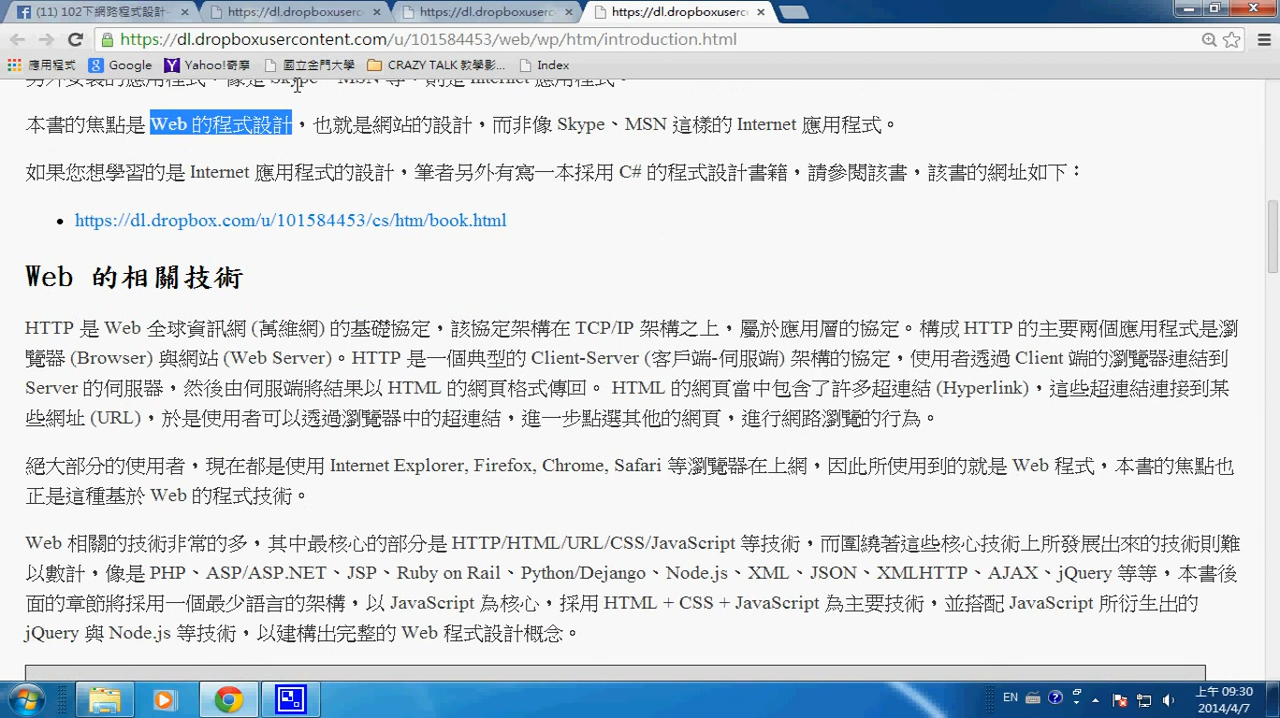 (11) 102下網路程式設計-
https://dl.dropboxuserco
https://dl.dropboxuserco
https://dl.dropboxuserco
https://dl.dropboxusercontent.com/u/101584453/web/wp/htm/introduction.html
應用程式 Google Yahoo!奇摩 國立金門大學 CRAZY TALK 教學影... Index
另外安裝的應用程式,像是 Skype、MSN 等,則是 Internet 應用程式。
本書的焦點是 Web 的程式設計,也就是網站的設計,而非像 Skype、MSN 這樣的 Internet 應用程式。
如果您想學習的是 Internet 應用程式的設計,筆者另外有寫一本採用 C# 的程式設計書籍,請參閱該書,該書的網址如下:
• https://dl.dropbox.com/u/101584453/cs/htm/book.html
Web 的相關技術
HTTP 是 Web 全球資訊網 (萬維網) 的基礎協定,該協定架構在 TCP/IP 架構之上,屬於應用層的協定。構成 HTTP 的主要兩個應用程式是瀏
覽器 (Browser) 與網站 (Web Server)。HTTP 是一個典型的 Client-Server (客戶端-伺服端) 架構的協定,使用者透過 Client 端的瀏覽器連結到
Server 的伺服器,然後由伺服端將結果以 HTML 的網頁格式傳回。 HTML 的網頁當中包含了許多超連結 (Hyperlink),這些超連結連接到某
些網址 (URL),於是使用者可以透過瀏覽器中的超連結,進一步點選其他的網頁,進行網路瀏覽的行為。
絕大部分的使用者,現在都是使用 Internet Explorer, Firefox, Chrome, Safari 等瀏覽器在上網,因此所使用到的就是 Web 程式,本書的焦點也
正是這種基於 Web 的程式技術。
Web 相關的技術非常的多,其中最核心的部分是 HTTP/HTML/URL/CSS/JavaScript 等技術,而圍繞著這些核心技術上所發展出來的技術則難
以數計,像是 PHP、ASP/ASP.NET、JSP、Ruby on Rail、Python/Dejango、Node.js、XML、JSON、XMLHTTP、AJAX、jQuery 等等,本書後
面的章節將採用一個最少語言的架構,以 JavaScript 為核心,採用 HTML + CSS + JavaScript 為主要技術,並搭配 JavaScript 所衍生出的
jQuery 與 Node.js 等技術,以建構出完整的 Web 程式設計概念。
EN
上午 09:30
2014/4/7